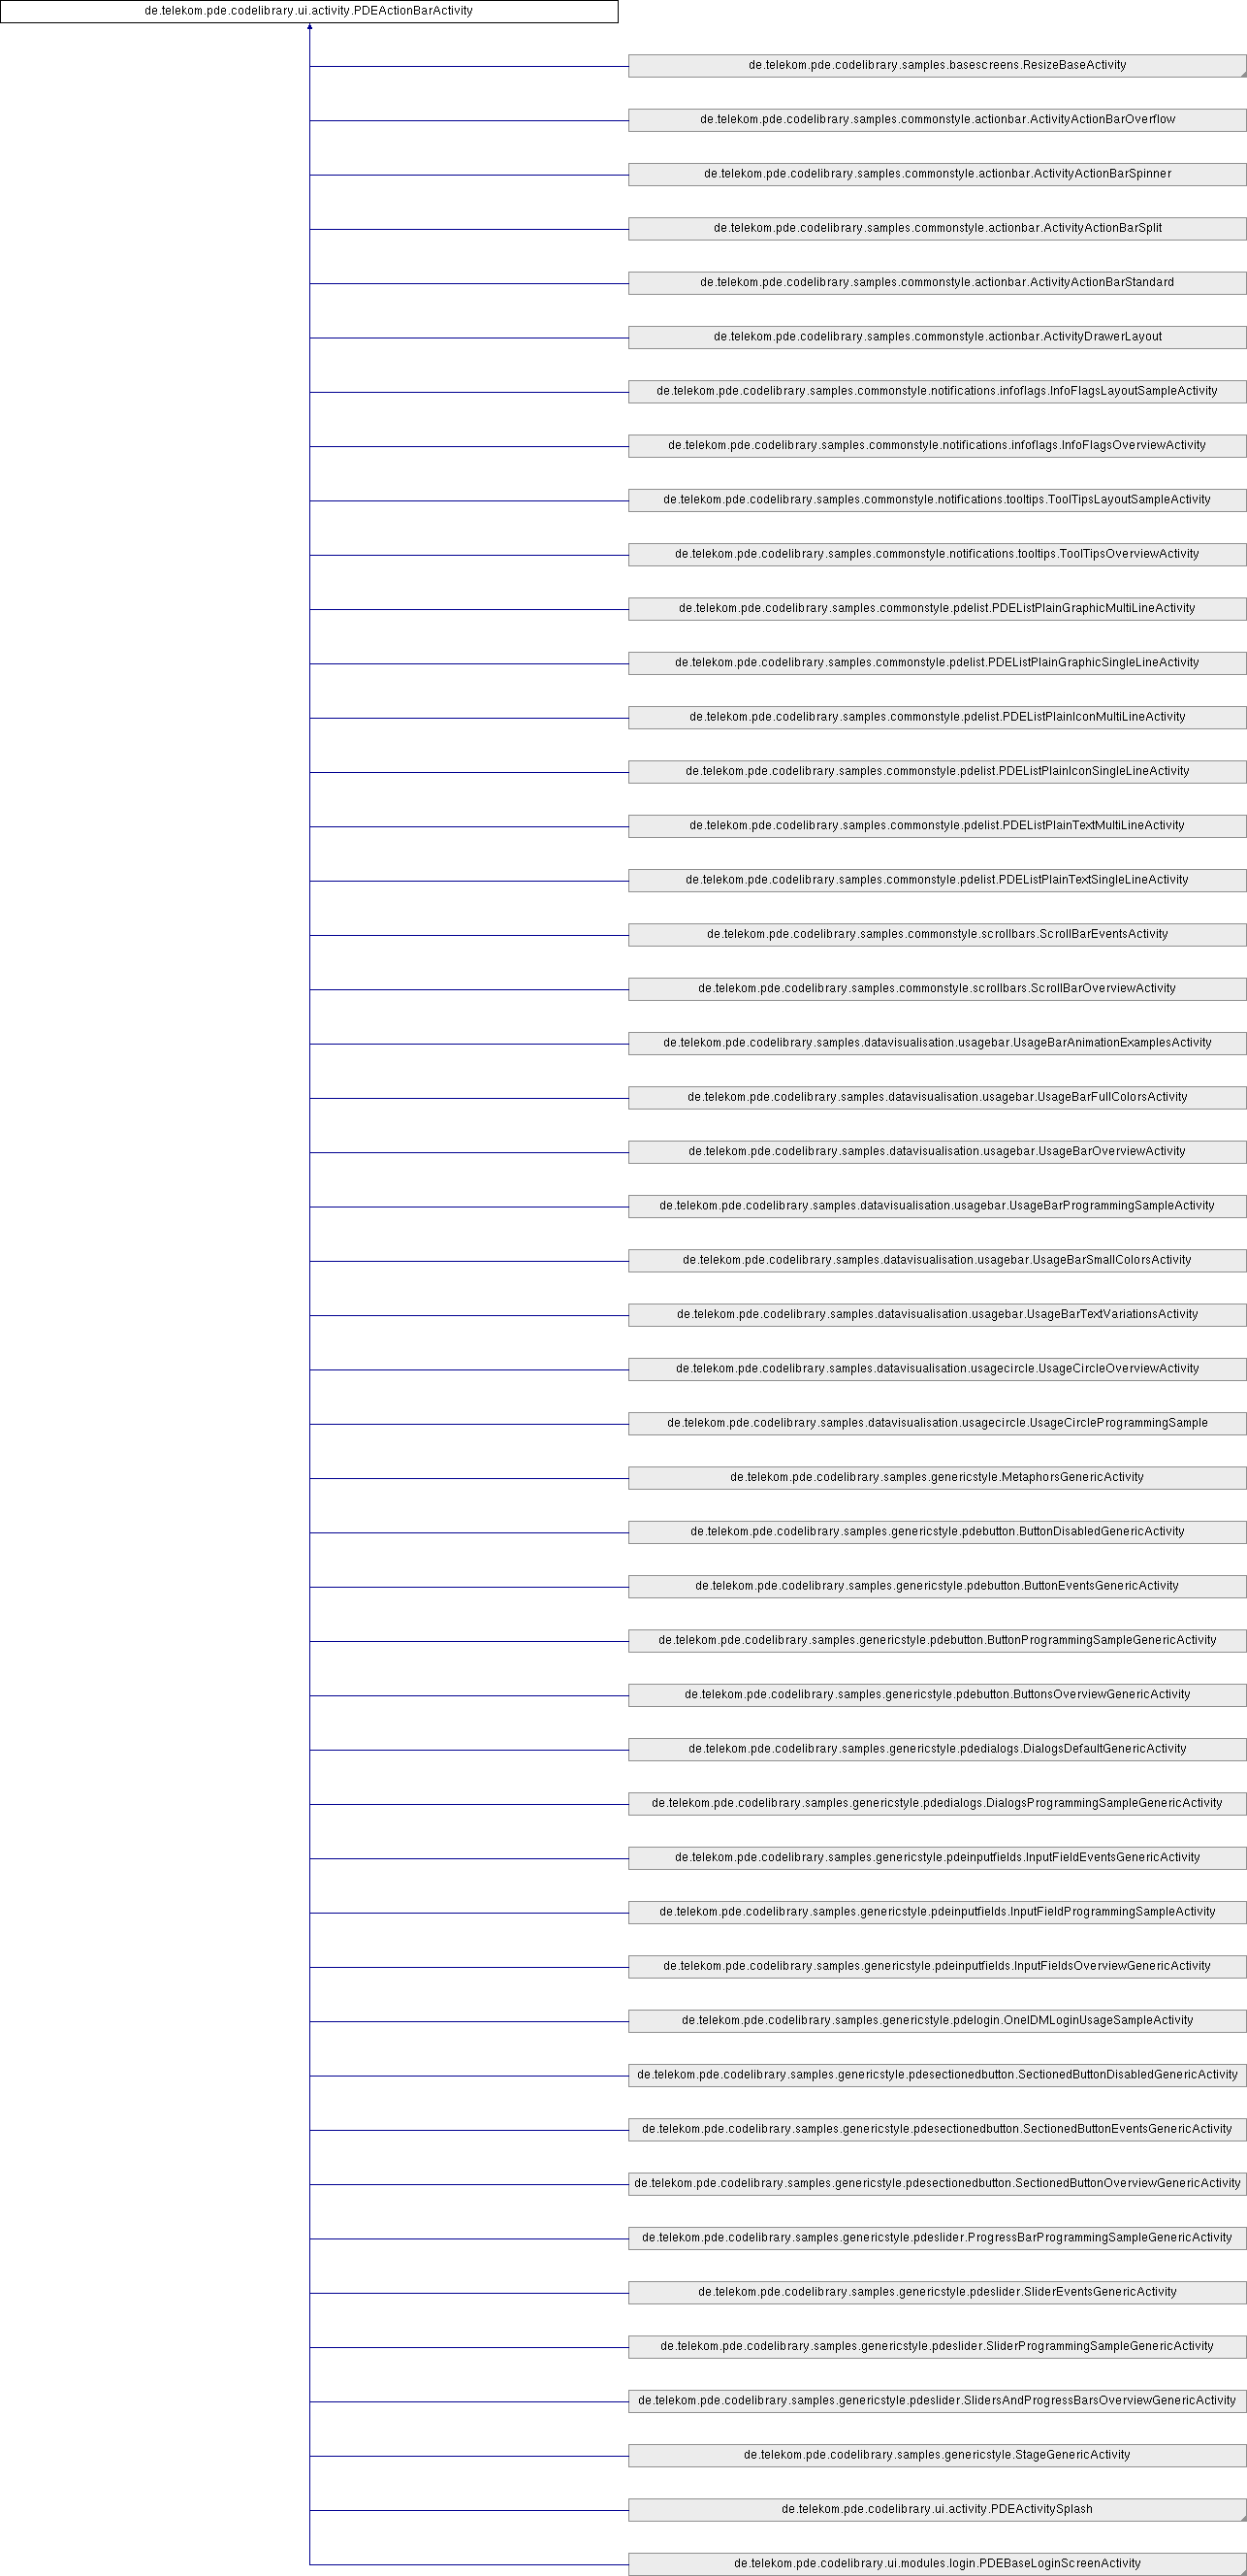 de.telekom.pde.codelibrary.ui.activity.PDEActionBarActivity
de.telekom.pde.codelibrary.samples.basescreens.ResizeBaseActivity
de.telekom.pde.codelibrary.samples.commonstyle.actionbar.ActivityActionBarOverflow
de.telekom.pde.codelibrary.samples.commonstyle.actionbar.ActivityActionBarSpinner
de.telekom.pde.codelibrary.samples.commonstyle.actionbar.ActivityActionBarSplit
de.telekom.pde.codelibrary.samples.commonstyle.actionbar.ActivityActionBarStandard
de.telekom.pde.codelibrary.samples.commonstyle.actionbar.ActivityDrawerLayout
de.telekom.pde.codelibrary.samples.commonstyle.notifications.infoflags.InfoFlagsLayoutSampleActivity
de.telekom.pde.codelibrary.samples.commonstyle.notifications.infoflags.InfoFlagsOverviewActivity
de.telekom.pde.codelibrary.samples.commonstyle.notifications.tooltips.ToolTipsLayoutSampleActivity
de.telekom.pde.codelibrary.samples.commonstyle.notifications.tooltips.ToolTipsOverviewActivity
de.telekom.pde.codelibrary.samples.commonstyle.pdelist.PDEListPlainGraphicMultiLineActivity
de.telekom.pde.codelibrary.samples.commonstyle.pdelist.PDEListPlainGraphicSingleLineActivity
de.telekom.pde.codelibrary.samples.commonstyle.pdelist.PDEListPlainIconMultiLineActivity
de.telekom.pde.codelibrary.samples.commonstyle.pdelist.PDEListPlainIconSingleLineActivity
de.telekom.pde.codelibrary.samples.commonstyle.pdelist.PDEListPlainTextMultiLineActivity
de.telekom.pde.codelibrary.samples.commonstyle.pdelist.PDEListPlainTextSingleLineActivity
de.telekom.pde.codelibrary.samples.commonstyle.scrollbars.ScrollBarEventsActivity
de.telekom.pde.codelibrary.samples.commonstyle.scrollbars.ScrollBarOverviewActivity
de.telekom.pde.codelibrary.samples.datavisualisation.usagebar.UsageBarAnimationExamplesActivity
de.telekom.pde.codelibrary.samples.datavisualisation.usagebar.UsageBarFullColorsActivity
de.telekom.pde.codelibrary.samples.datavisualisation.usagebar.UsageBarOverviewActivity
de.telekom.pde.codelibrary.samples.datavisualisation.usagebar.UsageBarProgrammingSampleActivity
de.telekom.pde.codelibrary.samples.datavisualisation.usagebar.UsageBarSmallColorsActivity
de.telekom.pde.codelibrary.samples.datavisualisation.usagebar.UsageBarTextVariationsActivity
de.telekom.pde.codelibrary.samples.datavisualisation.usagecircle.UsageCircleOverviewActivity
de.telekom.pde.codelibrary.samples.datavisualisation.usagecircle.UsageCircleProgrammingSample
de.telekom.pde.codelibrary.samples.genericstyle.MetaphorsGenericActivity
de.telekom.pde.codelibrary.samples.genericstyle.pdebutton.ButtonDisabledGenericActivity
de.telekom.pde.codelibrary.samples.genericstyle.pdebutton.ButtonEventsGenericActivity
de.telekom.pde.codelibrary.samples.genericstyle.pdebutton.ButtonProgrammingSampleGenericActivity
de.telekom.pde.codelibrary.samples.genericstyle.pdebutton.ButtonsOverviewGenericActivity
de.telekom.pde.codelibrary.samples.genericstyle.pdedialogs.DialogsDefaultGenericActivity
de.telekom.pde.codelibrary.samples.genericstyle.pdedialogs.DialogsProgrammingSampleGenericActivity
de.telekom.pde.codelibrary.samples.genericstyle.pdeinputfields.InputFieldEventsGenericActivity
de.telekom.pde.codelibrary.samples.genericstyle.pdeinputfields.InputFieldProgrammingSampleActivity
de.telekom.pde.codelibrary.samples.genericstyle.pdeinputfields.InputFieldsOverviewGenericActivity
de.telekom.pde.codelibrary.samples.genericstyle.pdelogin.OneIDMLoginUsageSampleActivity
de.telekom.pde.codelibrary.samples.genericstyle.pdesectionedbutton.SectionedButtonDisabledGenericActivity
de.telekom.pde.codelibrary.samples.genericstyle.pdesectionedbutton.SectionedButtonEventsGenericActivity
de.telekom.pde.codelibrary.samples.genericstyle.pdesectionedbutton.SectionedButtonOverviewGenericActivity
de.telekom.pde.codelibrary.samples.genericstyle.pdeslider.ProgressBarProgrammingSampleGenericActivity
de.telekom.pde.codelibrary.samples.genericstyle.pdeslider.SliderEventsGenericActivity
de.telekom.pde.codelibrary.samples.genericstyle.pdeslider.SliderProgrammingSampleGenericActivity
de.telekom.pde.codelibrary.samples.genericstyle.pdeslider.SlidersAndProgressBarsOverviewGenericActivity
de.telekom.pde.codelibrary.samples.genericstyle.StageGenericActivity
de.telekom.pde.codelibrary.ui.activity.PDEActivitySplash
de.telekom.pde.codelibrary.ui.modules.login.PDEBaseLoginScreenActivity